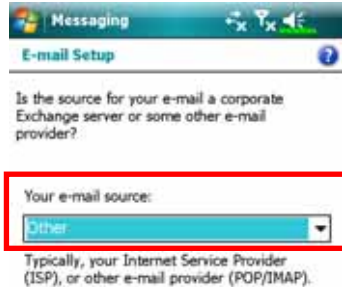 Messaging
E-mail Setup
Is the source for your e-mail a corporate
Exchange server or some other e-mail
provider?
Your e-mail source:
Other
Typically, your Internet Service Provider
(ISP), or other e-mail provider (POP/IMAP).